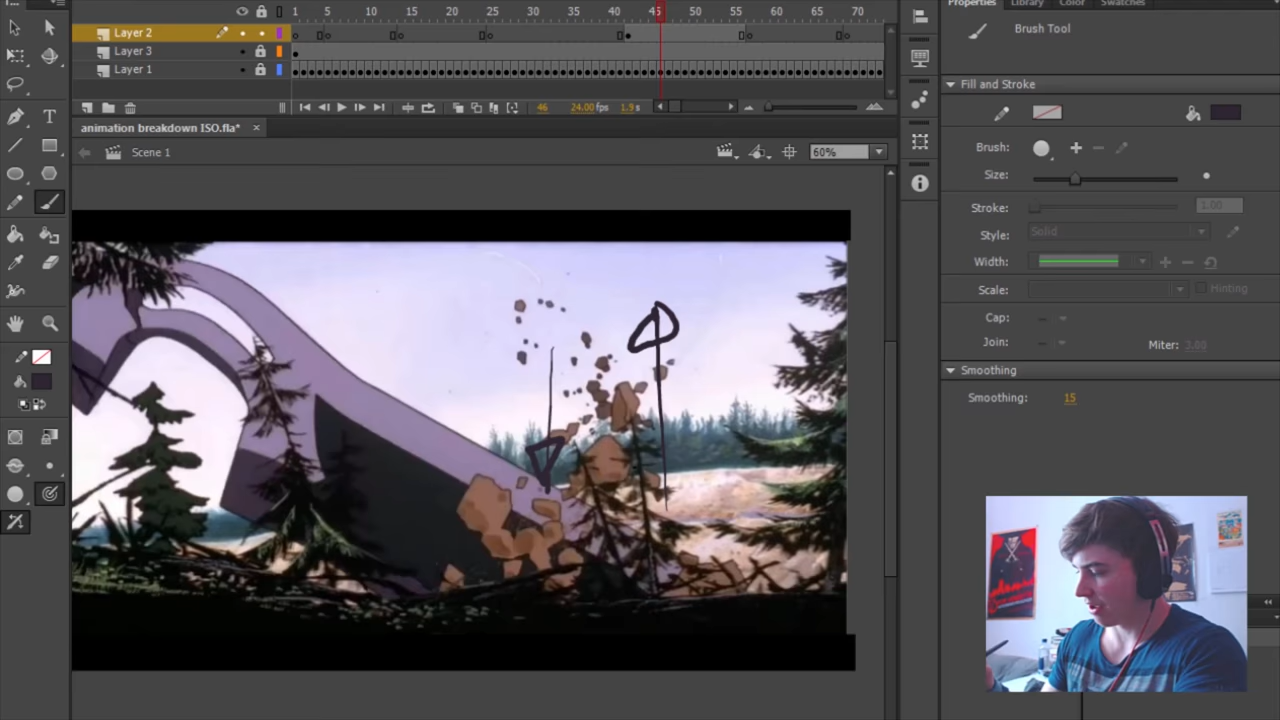 Properties Library Color Swatches
1 5 10 15 20 25 30 35 40 45 50 55 60 65 70
Layer 2
Layer 3
Layer 1
46 24.00 fps 1.9 s
animation breakdown ISO.fla* ×
Scene 1
60%
Brush Tool
Fill and Stroke
Brush:
Size:
Stroke: 1.00
Style: Solid
Width:
Scale: Hinting
Cap:
Join: Miter: 3.00
Smoothing
Smoothing: 15